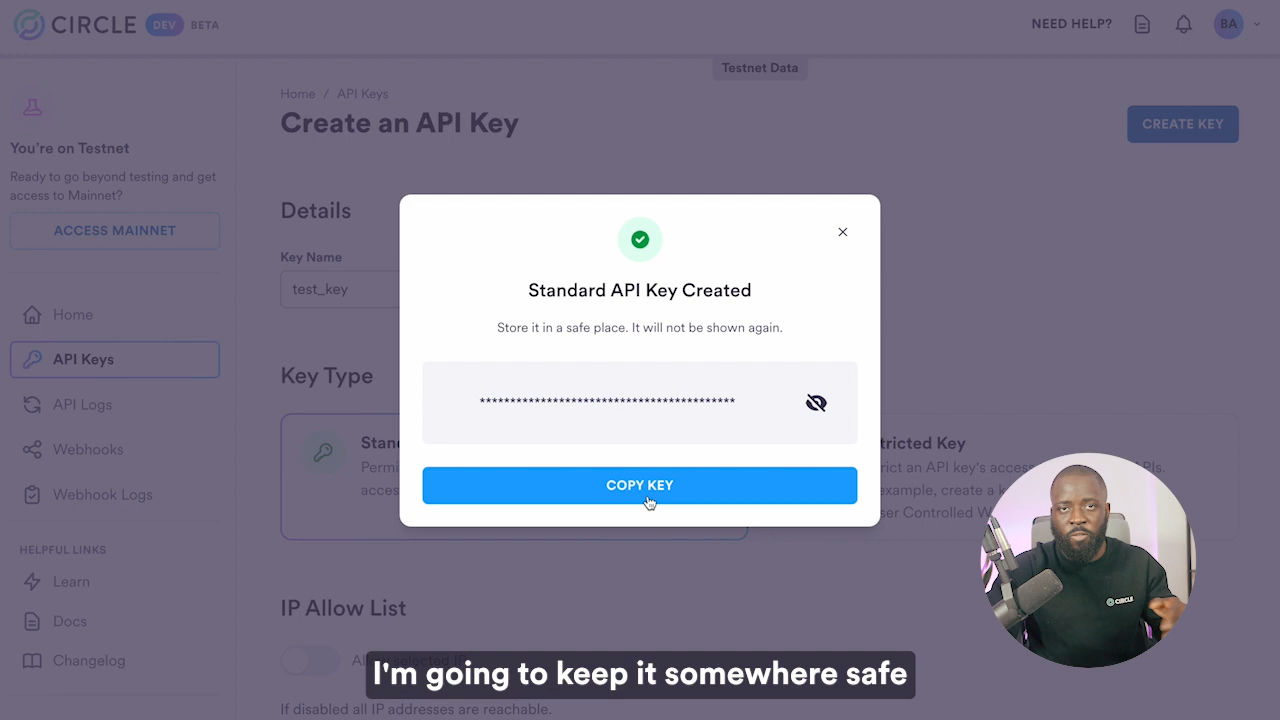 CIRCLE DEV BETA
NEED HELP?
BA
Testnet Data
You're on Testnet
Ready to go beyond testing and get
access to Mainnet?
ACCESS MAINNET
Home
API Keys
API Logs
Webhooks
Webhook Logs
HELPFUL LINKS
Learn
Docs
Changelog
Home / API Keys
Create an API Key
CREATE KEY
Details
Key Name
test_key
Key Type
Stan
Permi
acces
tricted Key
rict an API key's access
APIs.
example, create a k
ser Controlled W
IP Allow List
If disabled all IP addresses are reachable.
Standard API Key Created
Store it in a safe place. It will not be shown again.
******************************************
COPY KEY
CIRCLE
I'm going to keep it somewhere safe